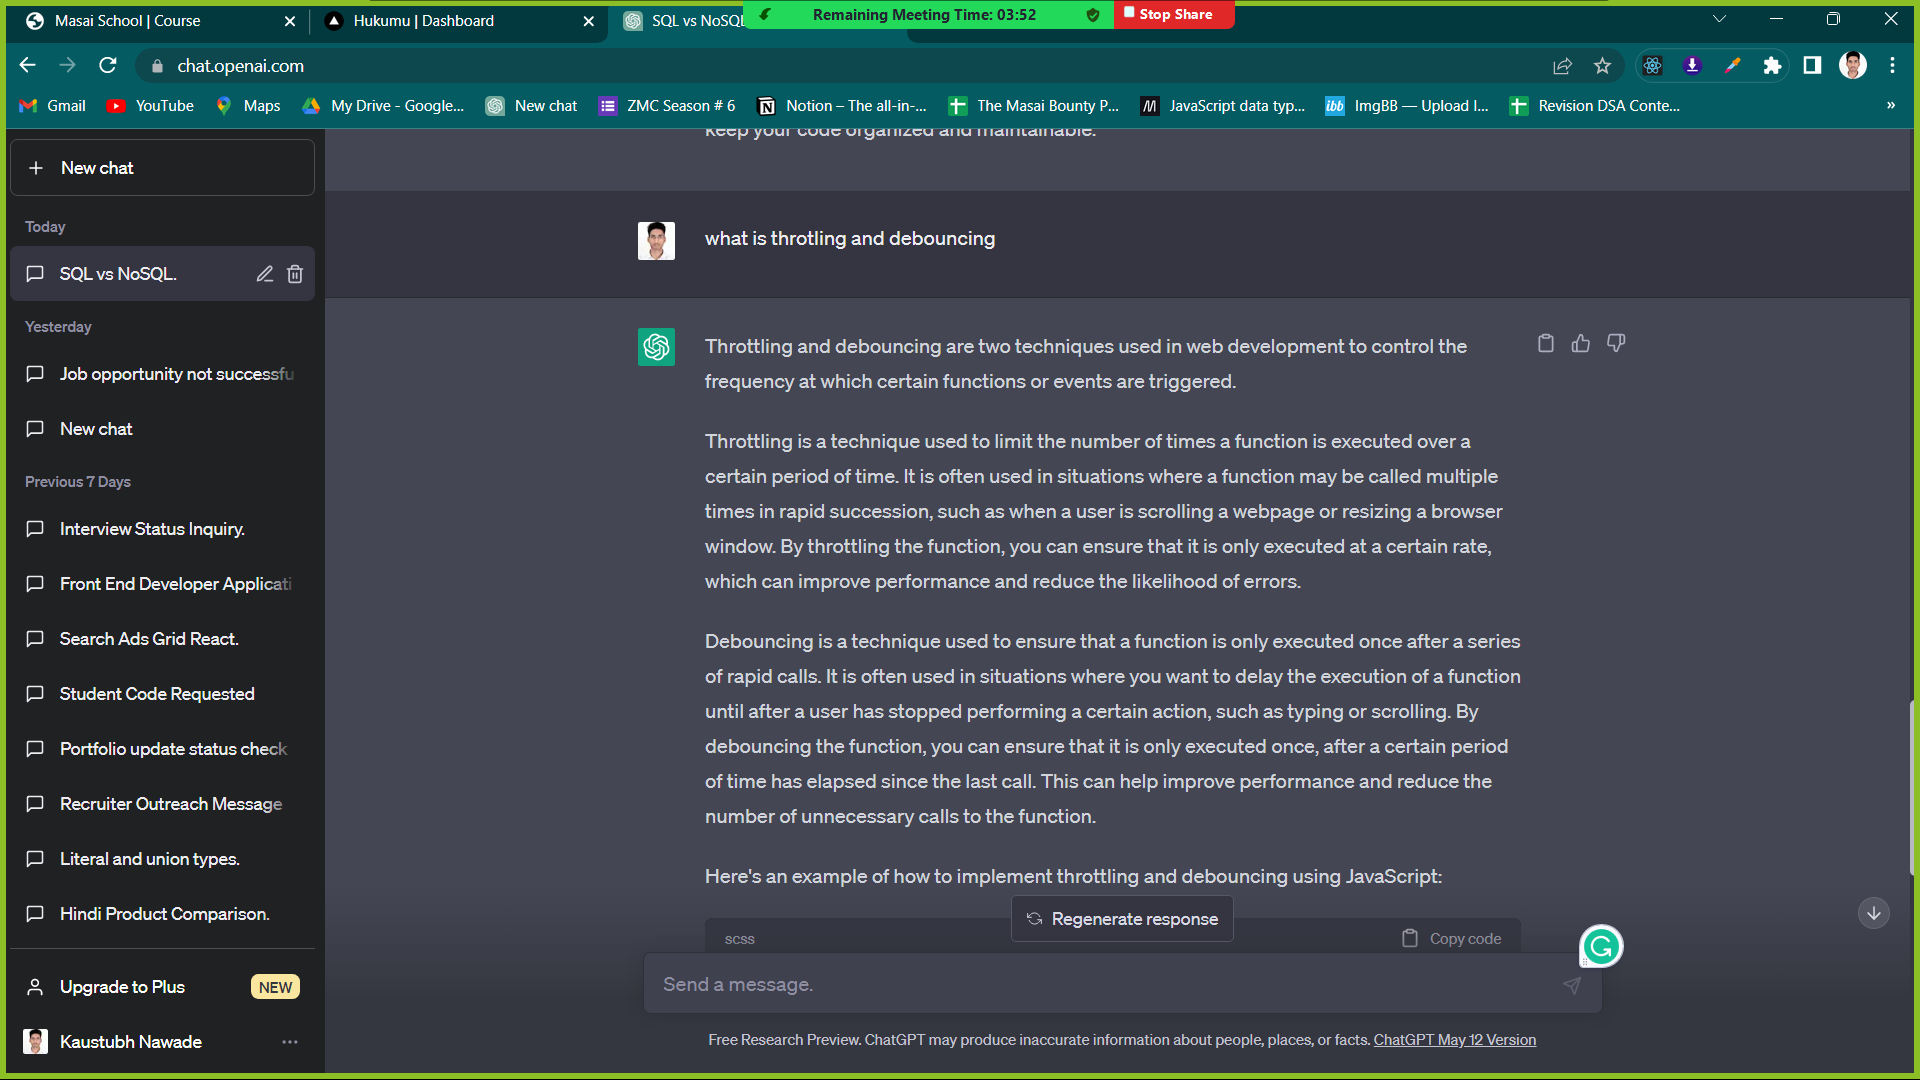 Masai School | Course
Hukumu | Dashboard
SQL vs NoSQL
Remaining Meeting Time: 03:52
Stop Share
chat.openai.com
Gmail
YouTube
Maps
My Drive - Google...
New chat
ZMC Season # 6
Notion – The all-in-...
The Masai Bounty P...
JavaScript data typ...
ibb
ImgBB — Upload I...
Revision DSA Conte...
»
New chat
Today
SQL vs NoSQL.
Yesterday
Job opportunity not successfu
New chat
Previous 7 Days
Interview Status Inquiry.
Front End Developer Applicati
Search Ads Grid React.
Student Code Requested
Portfolio update status check
Recruiter Outreach Message
Literal and union types.
Hindi Product Comparison.
Upgrade to Plus
NEW
Kaustubh Nawade
keep your code organized and maintainable.
what is throtling and debouncing
Throttling and debouncing are two techniques used in web development to control the
frequency at which certain functions or events are triggered.
Throttling is a technique used to limit the number of times a function is executed over a
certain period of time. It is often used in situations where a function may be called multiple
times in rapid succession, such as when a user is scrolling a webpage or resizing a browser
window. By throttling the function, you can ensure that it is only executed at a certain rate,
which can improve performance and reduce the likelihood of errors.
Debouncing is a technique used to ensure that a function is only executed once after a series
of rapid calls. It is often used in situations where you want to delay the execution of a function
until after a user has stopped performing a certain action, such as typing or scrolling. By
debouncing the function, you can ensure that it is only executed once, after a certain period
of time has elapsed since the last call. This can help improve performance and reduce the
number of unnecessary calls to the function.
Here's an example of how to implement throttling and debouncing using JavaScript:
Regenerate response
scss
Copy code
Send a message.
Free Research Preview. ChatGPT may produce inaccurate information about people, places, or facts. ChatGPT May 12 Version